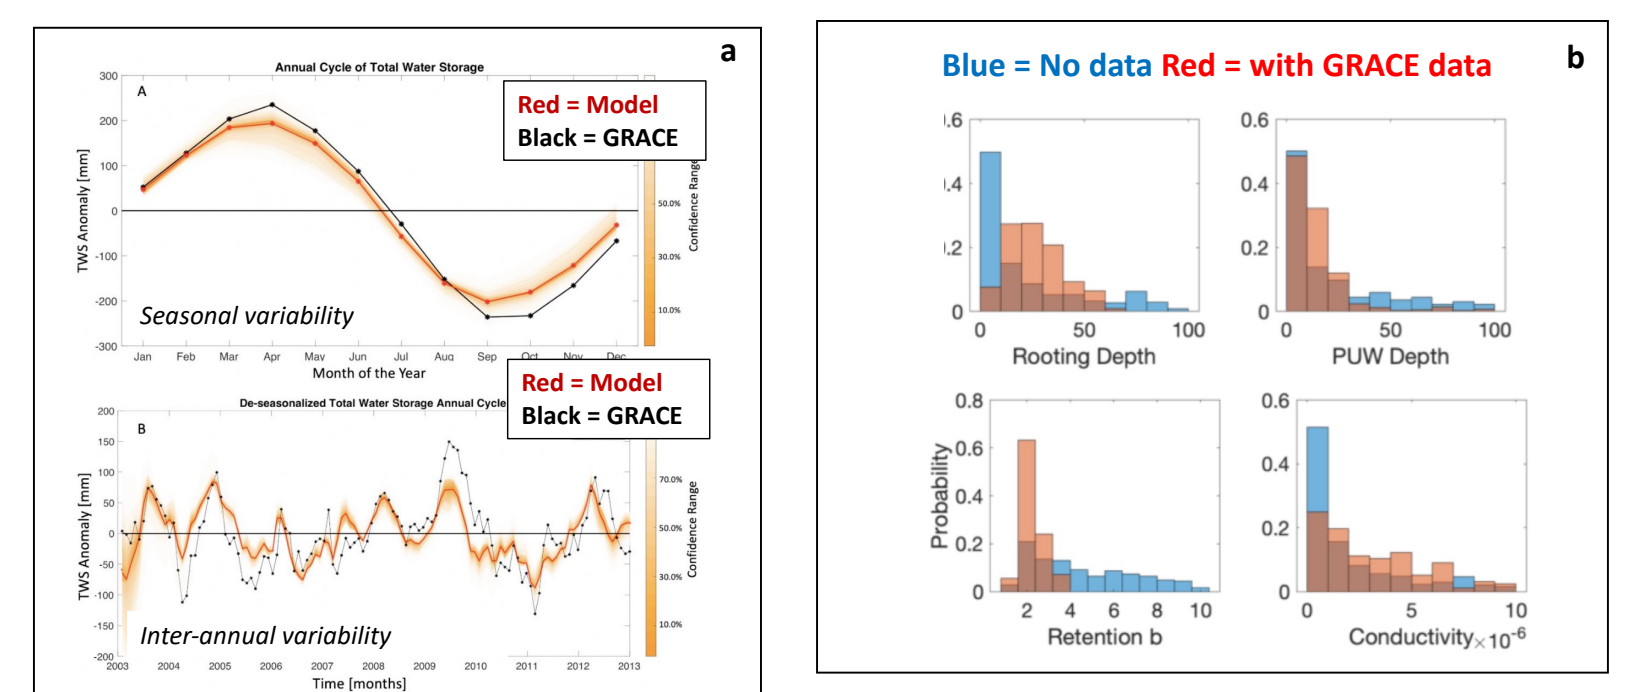 a
Annual Cycle of Total Water Storage
A
Red = Model
Black = GRACE
300
200
100
0
-100
-200
-300
TWS Anomaly [mm]
Seasonal variability
50.0%
30.0%
10.0%
Confidence Range
Jan Feb Mar Apr May Jun Jul Aug Sep Oct Nov Dec
Month of the Year
Red = Model
Black = GRACE
De-seasonalized Total Water Storage Annual Cycle
B
200
150
100
50
0
-50
-100
-150
-200
TWS Anomaly [mm]
Inter-annual variability
70.0%
50.0%
30.0%
10.0%
Confidence Range
2003 2004 2005 2006 2007 2008 2009 2010 2011 2012 2013
Time [months]
b
Blue = No data Red = with GRACE data
.6
.4
.2
0
0 50 100
Rooting Depth
0.6
0.4
0.2
0
0 50 100
PUW Depth
0.8
0.6
0.4
0.2
0
Probability
2 4 6 8 10
Retention b
0.6
0.4
0.2
0
0 5 10
Conductivity ×10-6